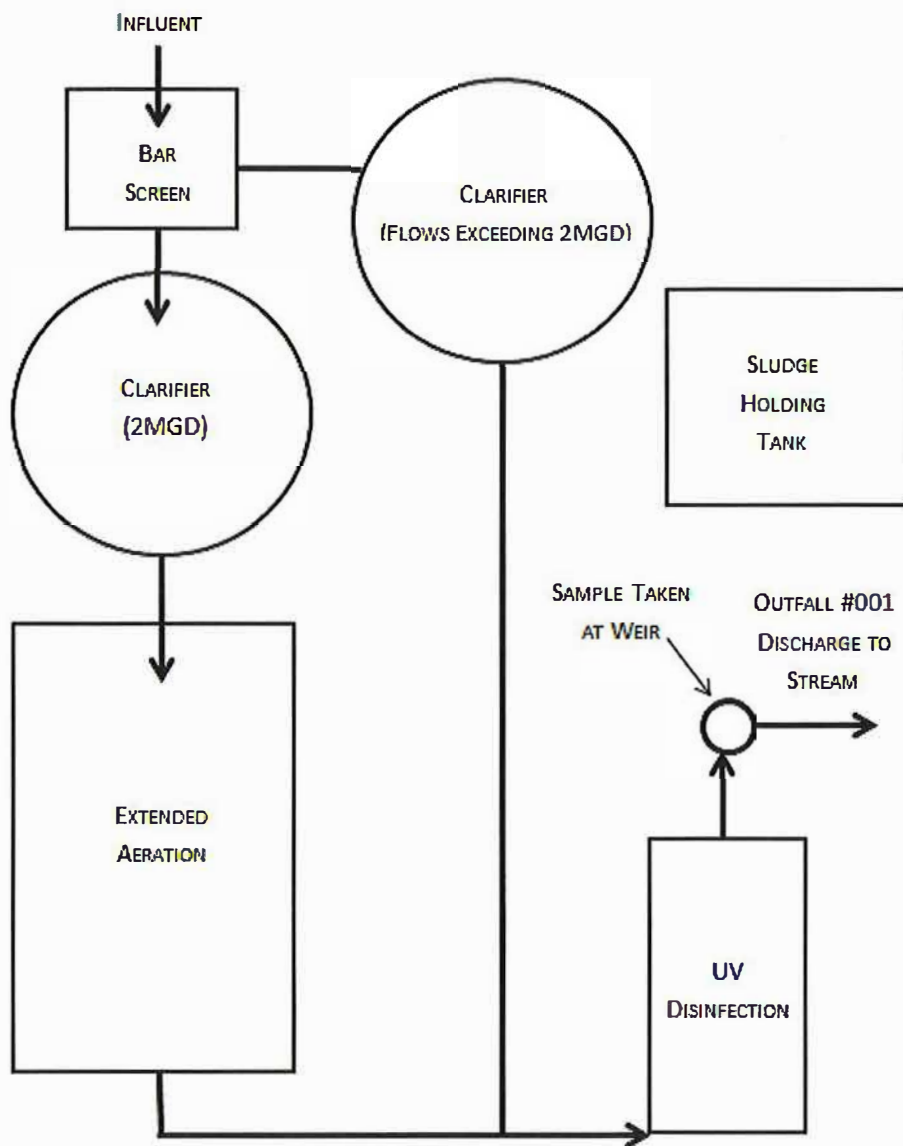 INFLUENT
BAR
SCREEN
CLARIFIER
(FLOWS EXCEEDING 2MGD)
CLARIFIER
(2MGD)
SLUDGE
HOLDING
TANK
SAMPLE TAKEN
AT WEIR
OUTFALL #001
DISCHARGE TO
STREAM
EXTENDED
AERATION
UV
DISINFECTION